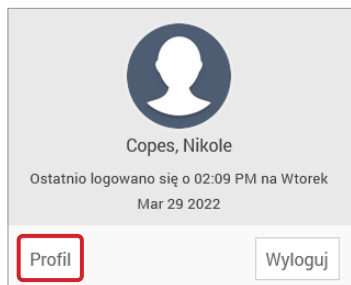 Copes, Nikole
Ostatnio logowano się o 02:09 PM na Wtorek
Mar 29 2022
Profil
Wyloguj